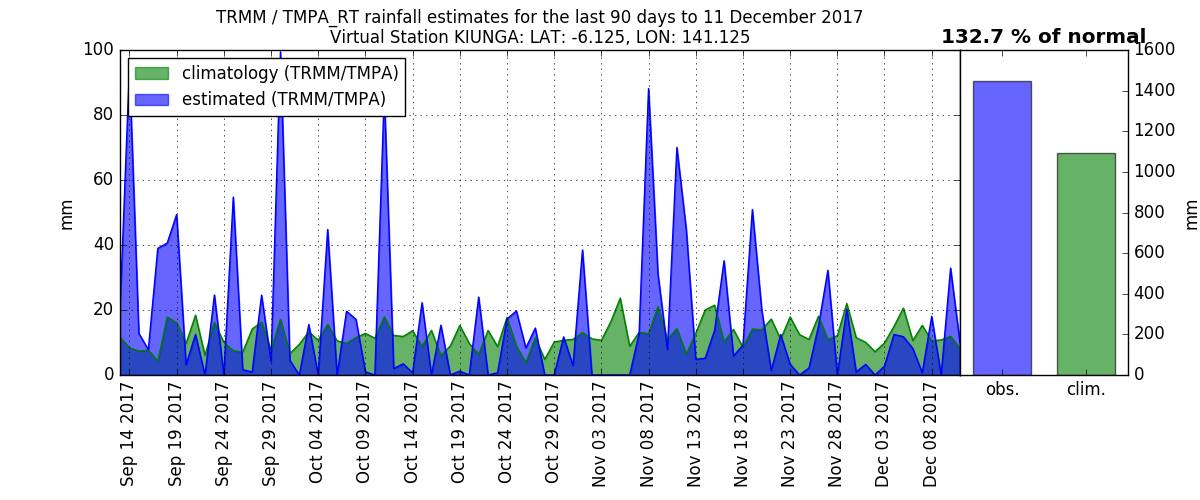 TRMM / TMPA_RT rainfall estimates for the last 90 days to 11 December 2017
Virtual Station KIUNGA: LAT: -6.125, LON: 141.125
132.7 % of normal
climatology (TRMM/TMPA)
estimated (TRMM/TMPA)
mm
100
80
60
40
20
0
Sep 14 2017
Sep 19 2017
Sep 24 2017
Sep 29 2017
Oct 04 2017
Oct 09 2017
Oct 14 2017
Oct 19 2017
Oct 24 2017
Oct 29 2017
Nov 03 2017
Nov 08 2017
Nov 13 2017
Nov 18 2017
Nov 23 2017
Nov 28 2017
Dec 03 2017
Dec 08 2017
1600
1400
1200
1000
800
600
400
200
0
mm
obs.
clim.